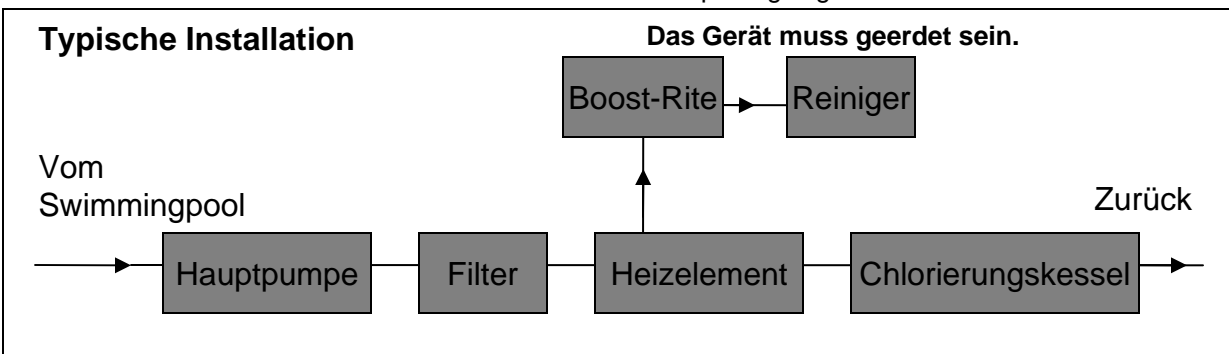 Typische Installation
Das Gerät muss geerdet sein.
Boost-Rite
Reiniger
Vom
Swimmingpool
Zurück
Hauptpumpe
Filter
Heizelement
Chlorierungskessel